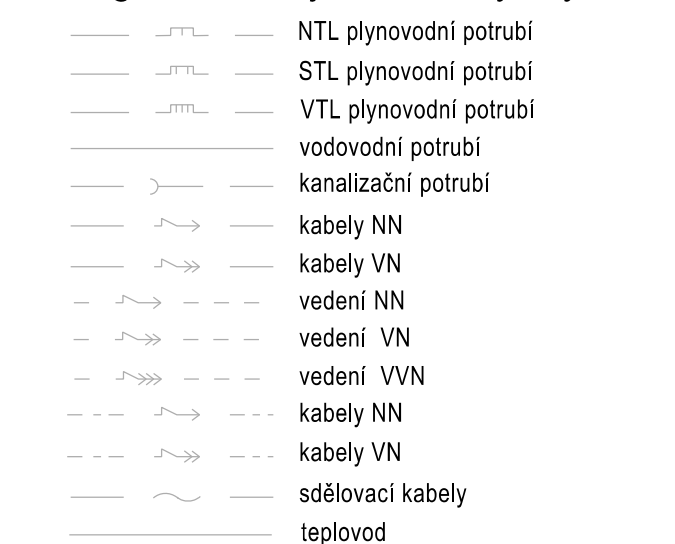 NTL plynovodní potrubí
STL plynovodní potrubí
VTL plynovodní potrubí
vodovodní potrubí
kanalizační potrubí
kabely NN
kabely VN
vedení NN
vedení VN
vedení VVN
kabely NN
kabely VN
sdělovací kabely
teplovod